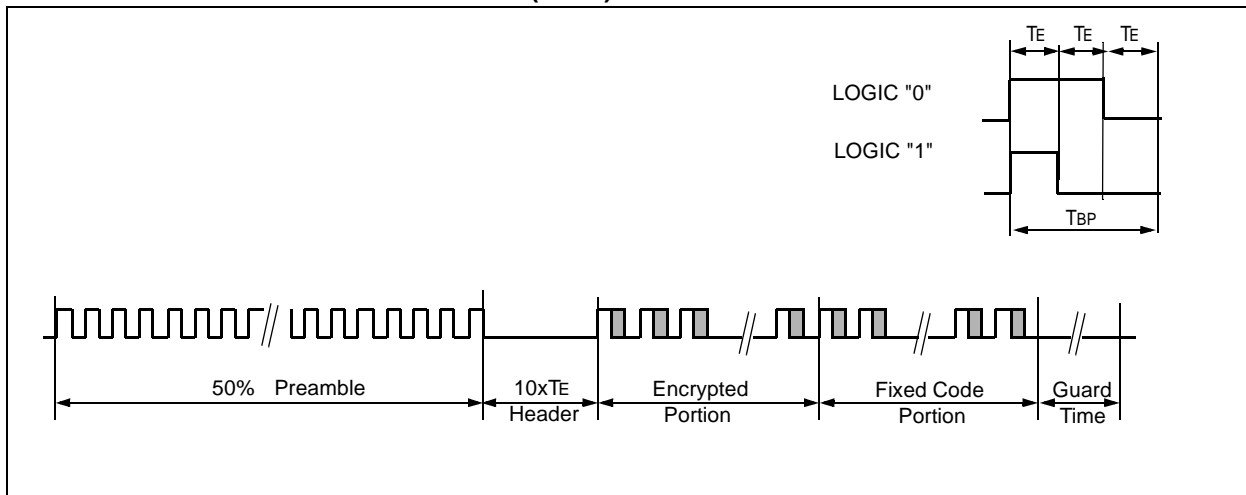 TE TE TE
LOGIC "0"
LOGIC "1"
TBP
50% Preamble
10xTE
Header
Encrypted
Portion
Fixed Code
Portion
Guard
Time